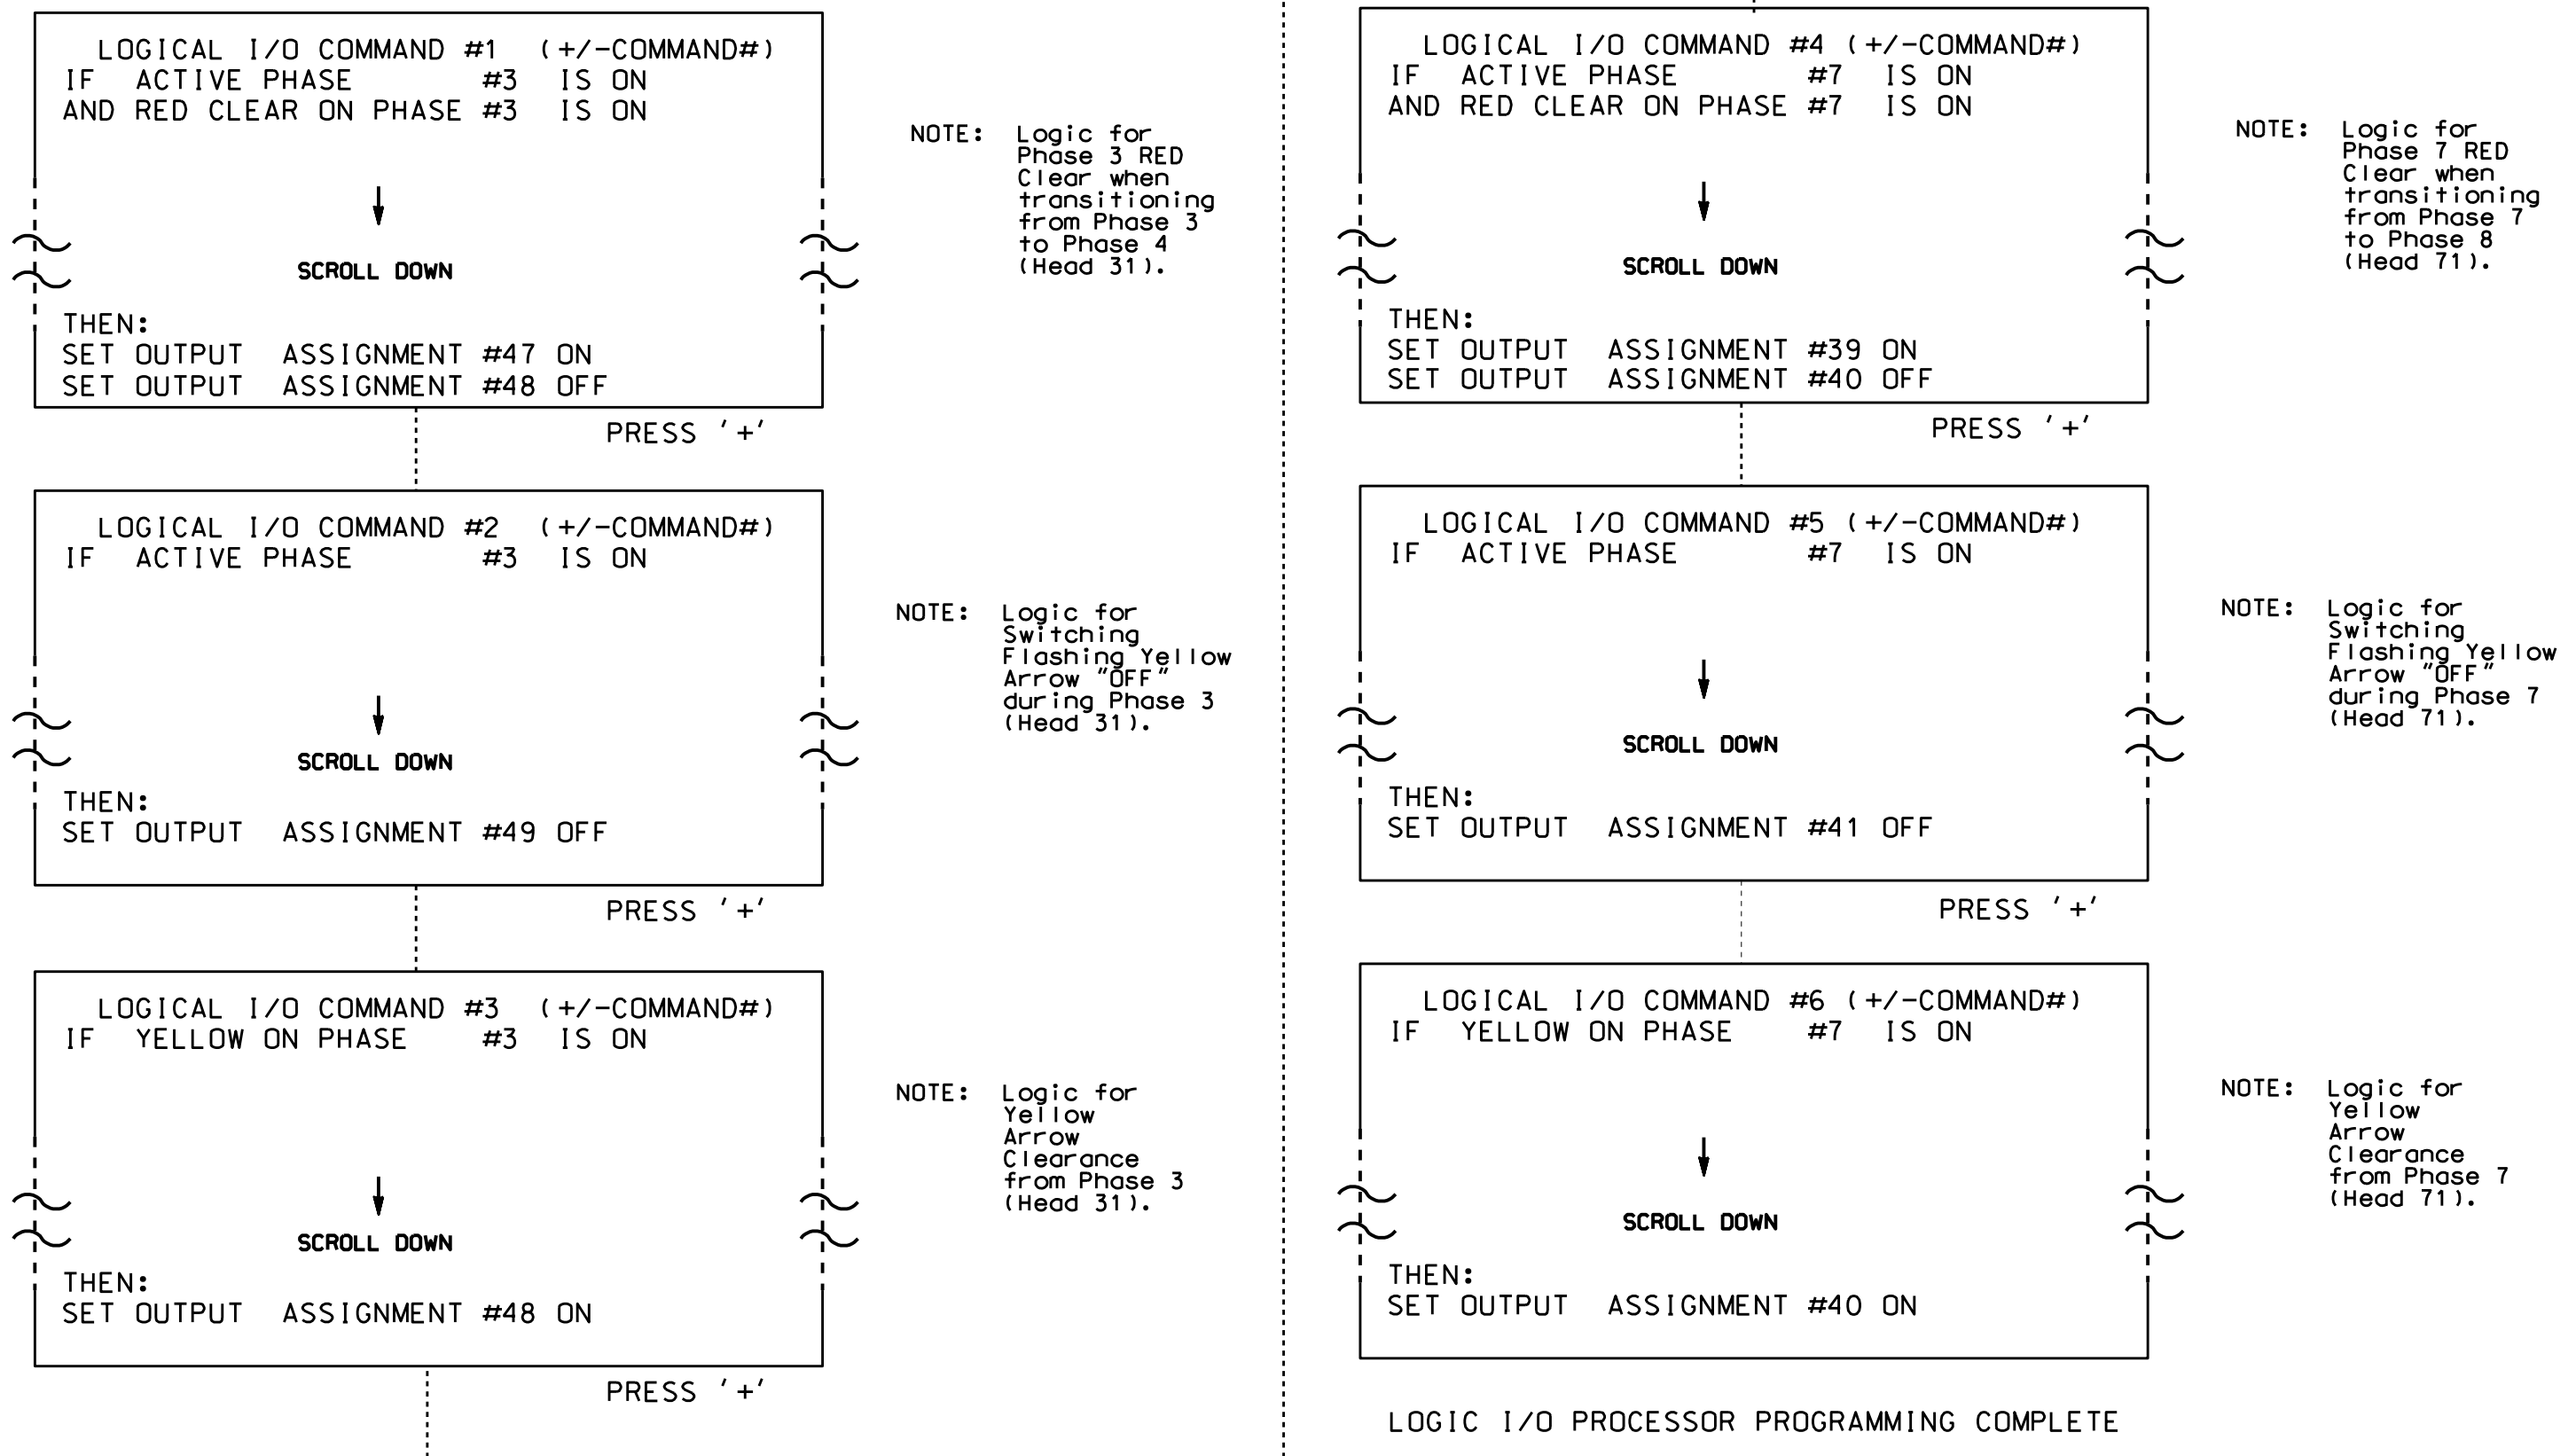 LOGICAL I/O COMMAND #1 (+/-COMMAND#)
IF ACTIVE PHASE #3 IS ON
AND RED CLEAR ON PHASE #3 IS ON
SCROLL DOWN
THEN:
SET OUTPUT ASSIGNMENT #47 ON
SET OUTPUT ASSIGNMENT #48 OFF
NOTE: Logic for
Phase 3 RED
Clear when
transitioning
from Phase 3
to Phase 4
(Head 31).
PRESS '+'
LOGICAL I/O COMMAND #2 (+/-COMMAND#)
IF ACTIVE PHASE #3 IS ON
SCROLL DOWN
THEN:
SET OUTPUT ASSIGNMENT #49 OFF
NOTE: Logic for
Switching
Flashing Yellow
Arrow "OFF"
during Phase 3
(Head 31).
PRESS '+'
LOGICAL I/O COMMAND #3 (+/-COMMAND#)
IF YELLOW ON PHASE #3 IS ON
SCROLL DOWN
THEN:
SET OUTPUT ASSIGNMENT #48 ON
NOTE: Logic for
Yellow
Arrow
Clearance
from Phase 3
(Head 31).
PRESS '+'
LOGICAL I/O COMMAND #4 (+/-COMMAND#)
IF ACTIVE PHASE #7 IS ON
AND RED CLEAR ON PHASE #7 IS ON
SCROLL DOWN
THEN:
SET OUTPUT ASSIGNMENT #39 ON
SET OUTPUT ASSIGNMENT #40 OFF
NOTE: Logic for
Phase 7 RED
Clear when
transitioning
from Phase 7
to Phase 8
(Head 71).
PRESS '+'
LOGICAL I/O COMMAND #5 (+/-COMMAND#)
IF ACTIVE PHASE #7 IS ON
SCROLL DOWN
THEN:
SET OUTPUT ASSIGNMENT #41 OFF
NOTE: Logic for
Switching
Flashing Yellow
Arrow "OFF"
during Phase 7
(Head 71).
PRESS '+'
LOGICAL I/O COMMAND #6 (+/-COMMAND#)
IF YELLOW ON PHASE #7 IS ON
SCROLL DOWN
THEN:
SET OUTPUT ASSIGNMENT #40 ON
NOTE: Logic for
Yellow
Arrow
Clearance
from Phase 7
(Head 71).
LOGIC I/O PROCESSOR PROGRAMMING COMPLETE